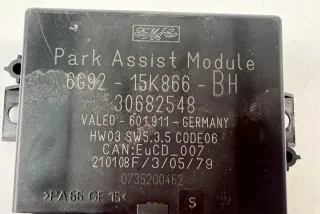 Park Assist Module
6G92 - 15K866 - BH
30682548
VALEO - 601.911 - GERMANY
HW03 SW5.3.5 CODE06
CAN:EuCD_007
210108F/3/05/79
0735200462
>PA66 GF15<
S